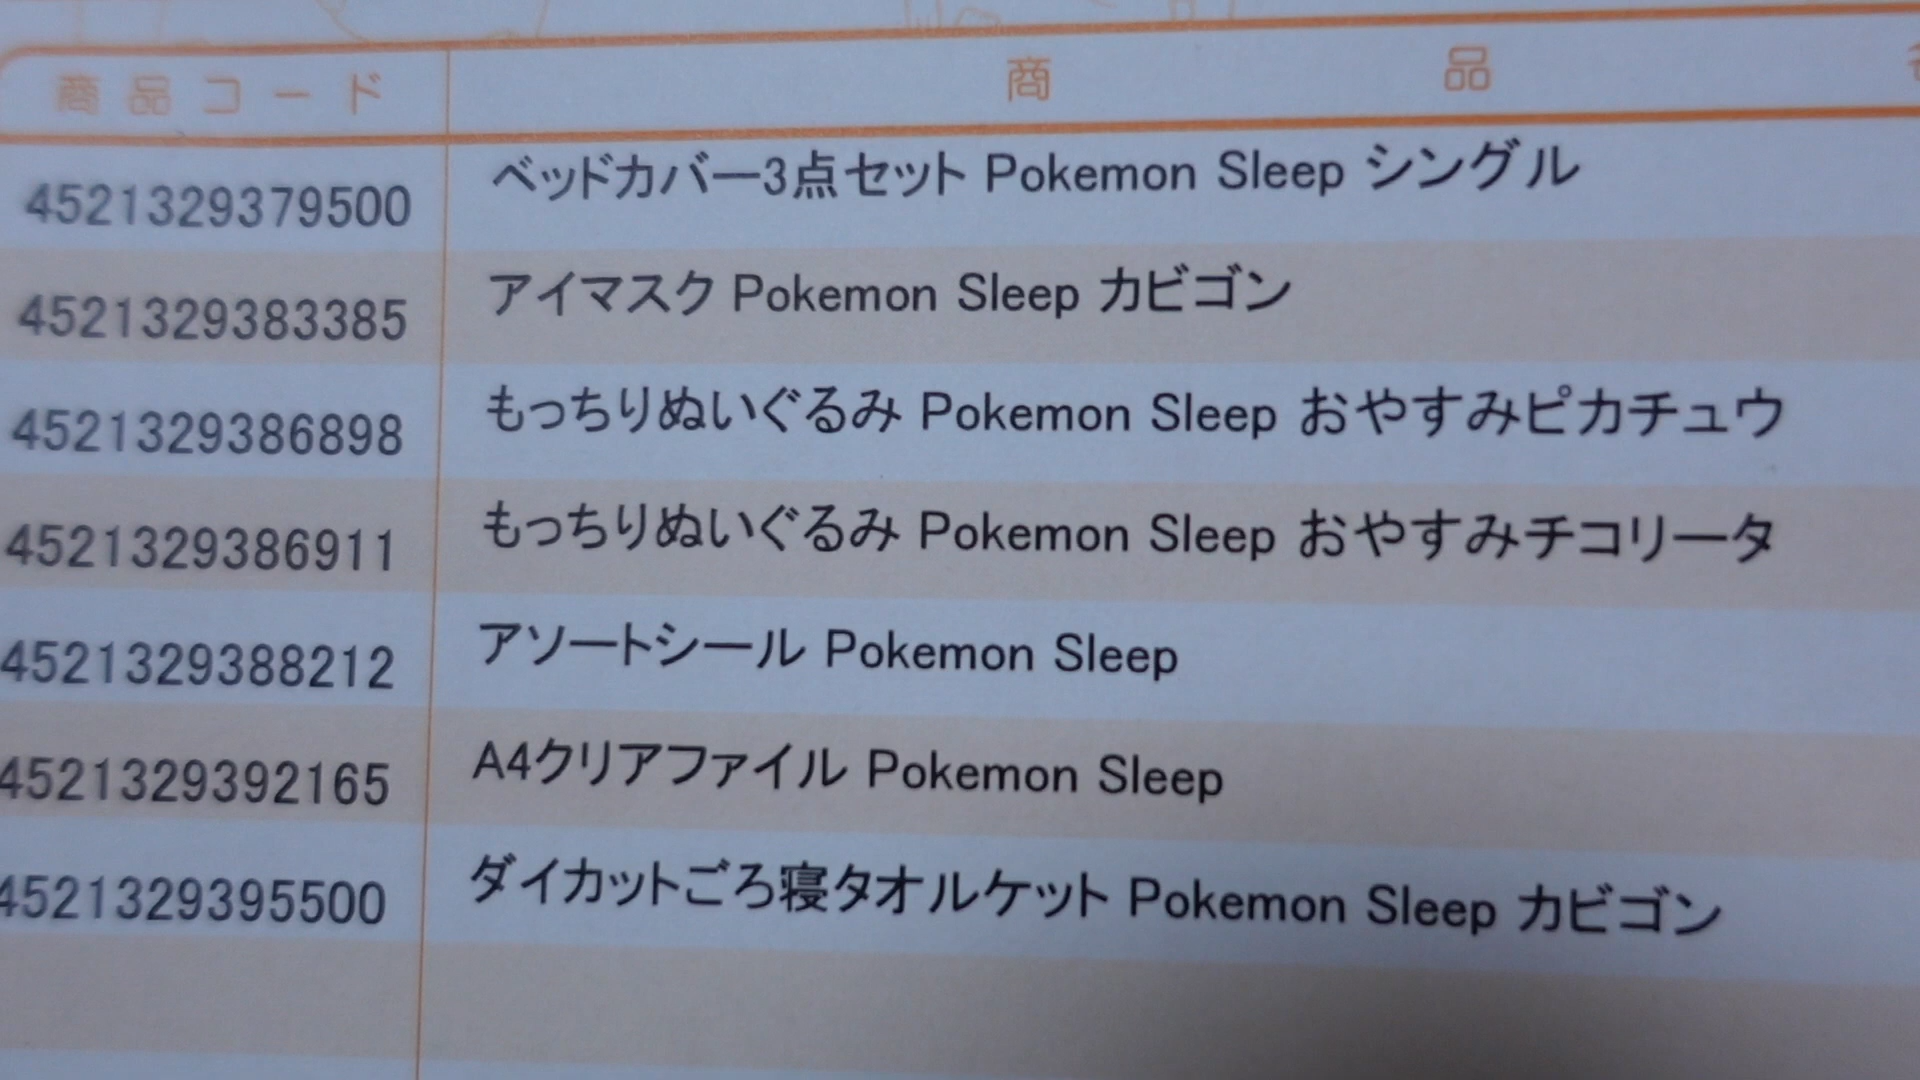 商品コード 商品
4521329379500 ベッドカバー3点セット Pokemon Sleep シングル
4521329383385 アイマスク Pokemon Sleep カビゴン
4521329386898 もっちりぬいぐるみ Pokemon Sleep おやすみピカチュウ
4521329386911 もっちりぬいぐるみ Pokemon Sleep おやすみチコリータ
4521329388212 アソートシール Pokemon Sleep
4521329392165 A4クリアファイル Pokemon Sleep
4521329395500 ダイカットごろ寝タオルケット Pokemon Sleep カビゴン